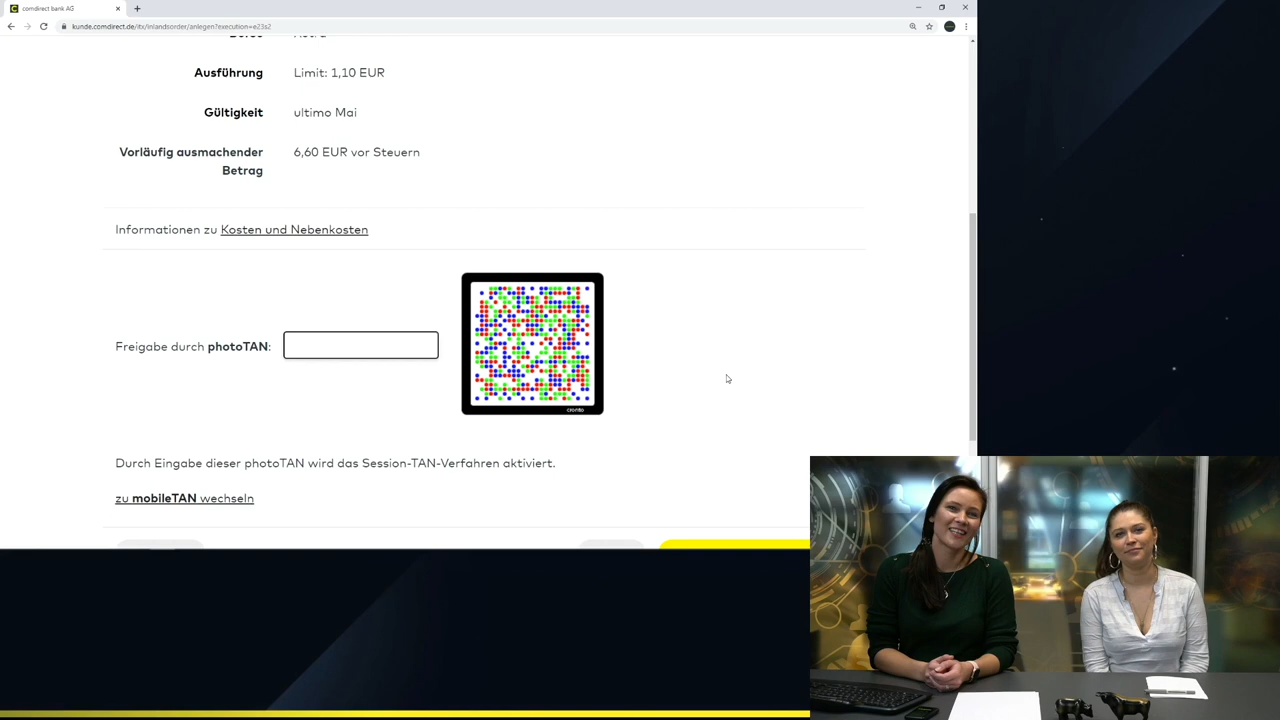 comdirect bank AG
kunde.comdirect.de/itx/inlandsorder/anlegen?execution=e23s2
Ausführung Limit: 1,10 EUR
Gültigkeit ultimo Mai
Vorläufig ausmachender 6,60 EUR vor Steuern
Betrag
Informationen zu Kosten und Nebenkosten
Freigabe durch photoTAN:
cronto
Durch Eingabe dieser photoTAN wird das Session-TAN-Verfahren aktiviert.
zu mobileTAN wechseln